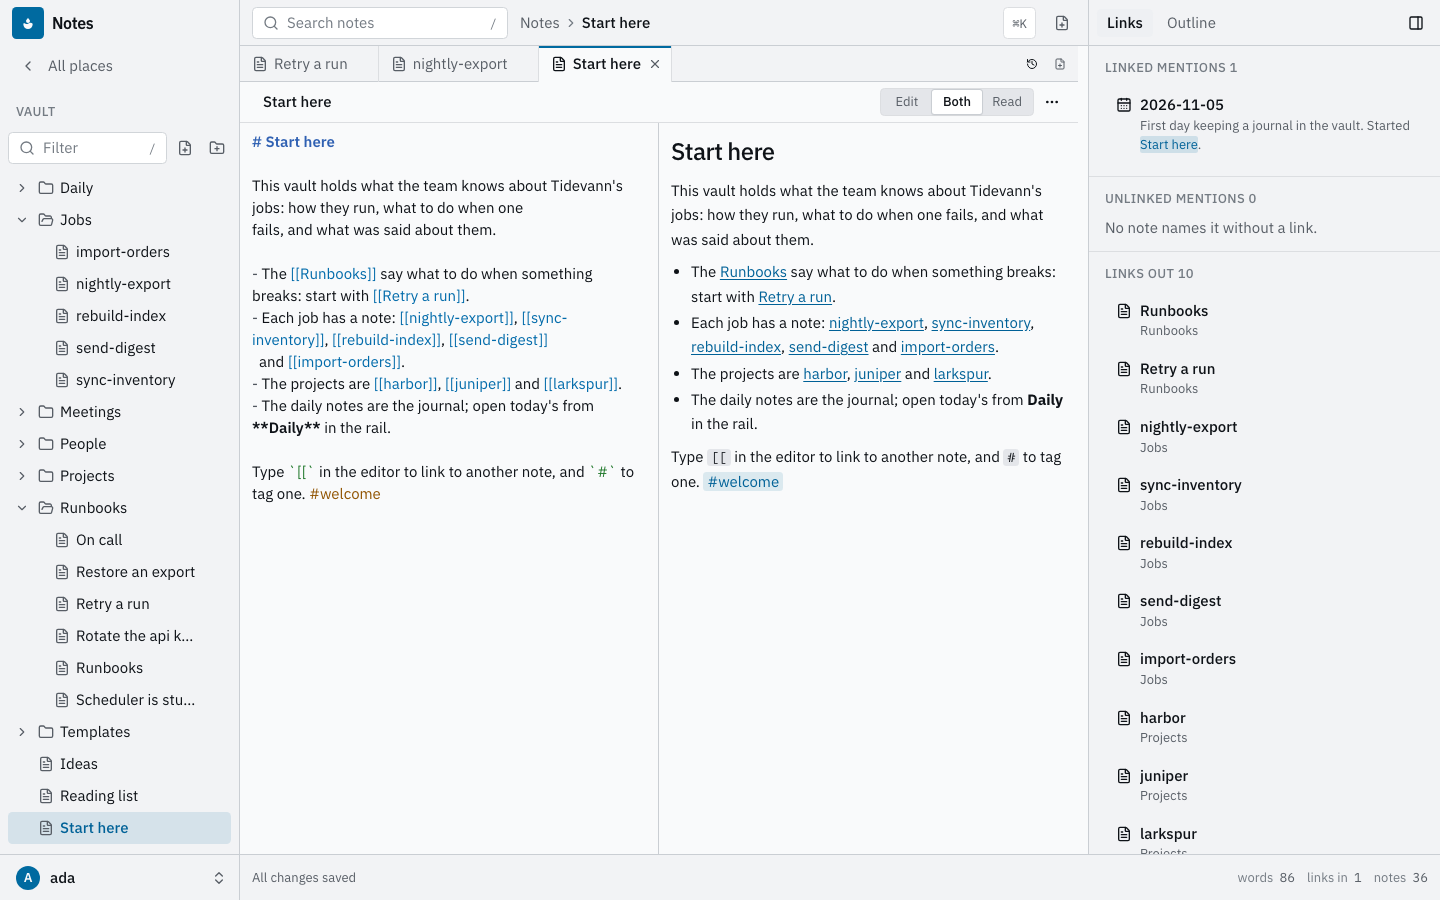 Notes
All places
VAULT
Filter /
Daily
Jobs
import-orders
nightly-export
rebuild-index
send-digest
sync-inventory
Meetings
People
Projects
Runbooks
On call
Restore an export
Retry a run
Rotate the api k...
Runbooks
Scheduler is stu...
Templates
Ideas
Reading list
Start here
A ada
Search notes /
Notes > Start here
⌘K
Retry a run
nightly-export
Start here ×
Start here
Edit Both Read
# Start here
This vault holds what the team knows about Tidevann's
jobs: how they run, what to do when one
fails, and what was said about them.
- The [[Runbooks]] say what to do when something
breaks: start with [[Retry a run]].
- Each job has a note: [[nightly-export]], [[sync-
inventory]], [[rebuild-index]], [[send-digest]]
and [[import-orders]].
- The projects are [[harbor]], [[juniper]] and [[larkspur]].
- The daily notes are the journal; open today's from
**Daily** in the rail.
Type `[[` in the editor to link to another note, and `#` to
tag one. #welcome
Start here
This vault holds what the team knows about Tidevann's
jobs: how they run, what to do when one fails, and what
was said about them.
• The Runbooks say what to do when something breaks:
start with Retry a run.
• Each job has a note: nightly-export, sync-inventory,
rebuild-index, send-digest and import-orders.
• The projects are harbor, juniper and larkspur.
• The daily notes are the journal; open today's from Daily
in the rail.
Type [[ in the editor to link to another note, and # to tag
one. #welcome
All changes saved
Links Outline
LINKED MENTIONS 1
2026-11-05
First day keeping a journal in the vault. Started
Start here.
UNLINKED MENTIONS 0
No note names it without a link.
LINKS OUT 10
Runbooks
Runbooks
Retry a run
Runbooks
nightly-export
Jobs
sync-inventory
Jobs
rebuild-index
Jobs
send-digest
Jobs
import-orders
Jobs
harbor
Projects
juniper
Projects
larkspur
Projects
words 86 links in 1 notes 36